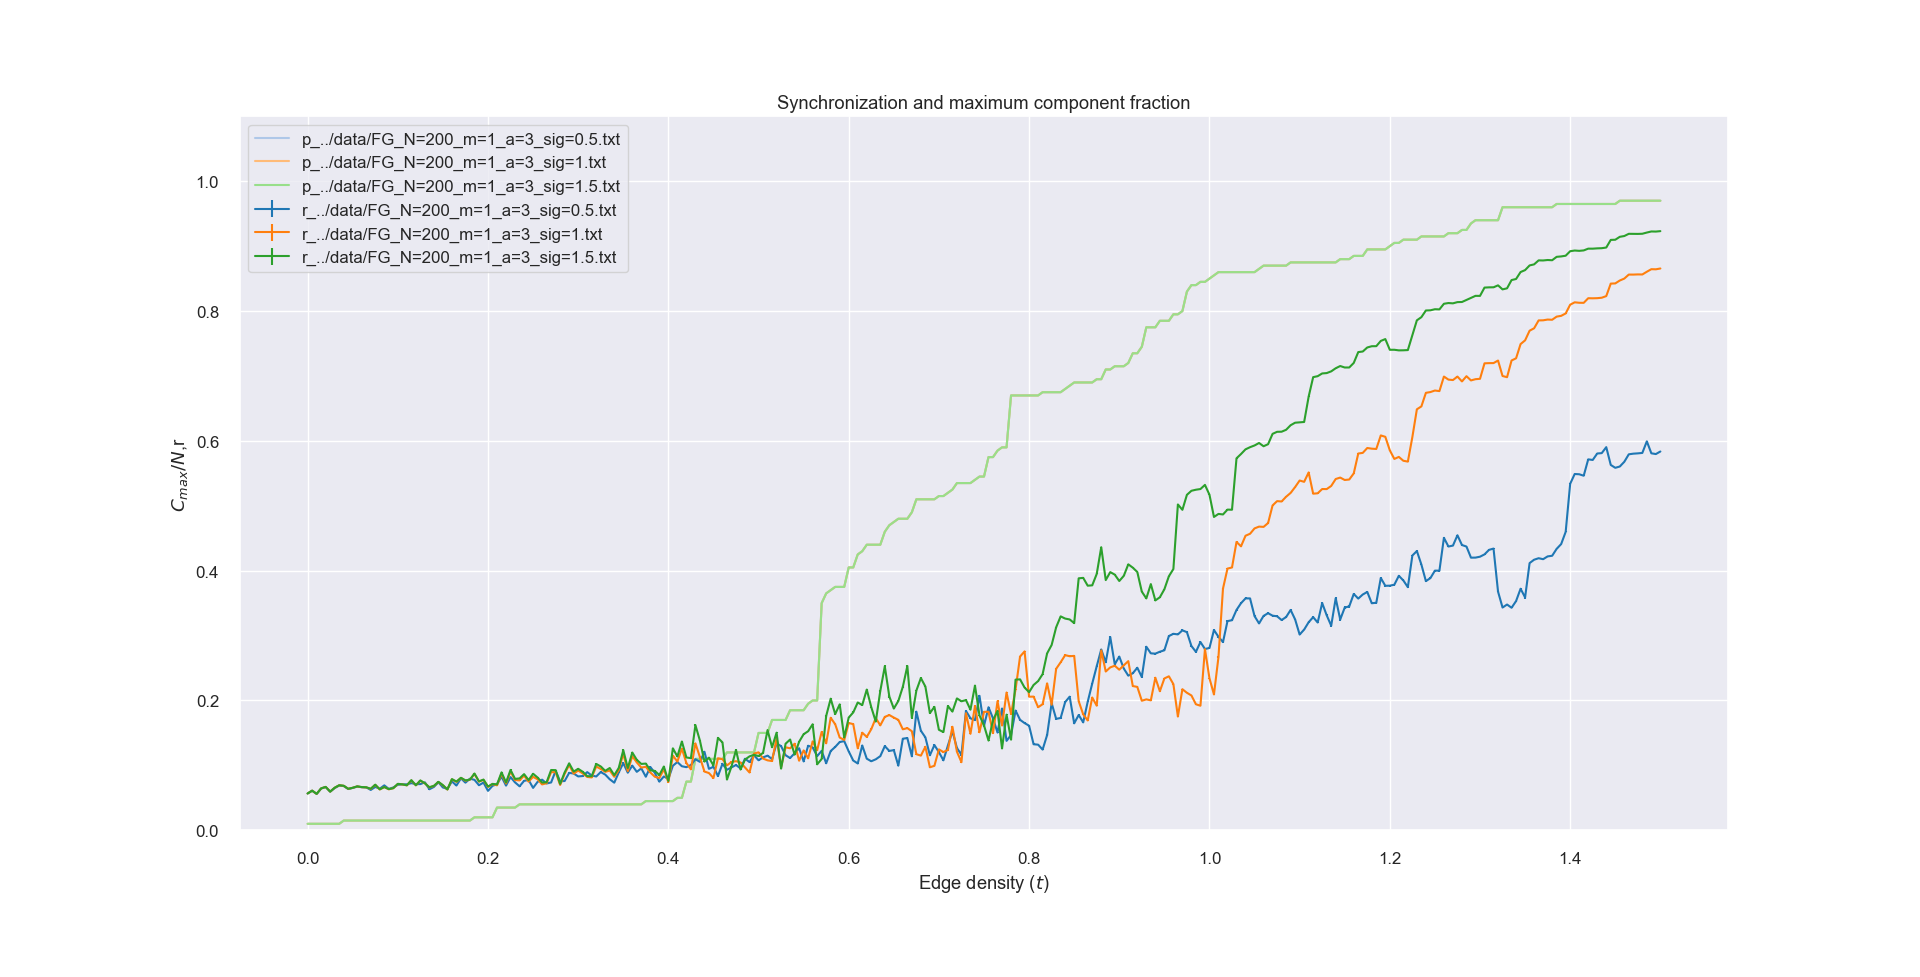 Synchronization and maximum component fraction
p_../data/FG_N=200_m=1_a=3_sig=0.5.txt
p_../data/FG_N=200_m=1_a=3_sig=1.txt
p_../data/FG_N=200_m=1_a=3_sig=1.5.txt
r_../data/FG_N=200_m=1_a=3_sig=0.5.txt
r_../data/FG_N=200_m=1_a=3_sig=1.txt
r_../data/FG_N=200_m=1_a=3_sig=1.5.txt
1.0
0.8
0.6
0.4
0.2
0.0
C_{max}/N,r
0.0 0.2 0.4 0.6 0.8 1.0 1.2 1.4
Edge density (t)